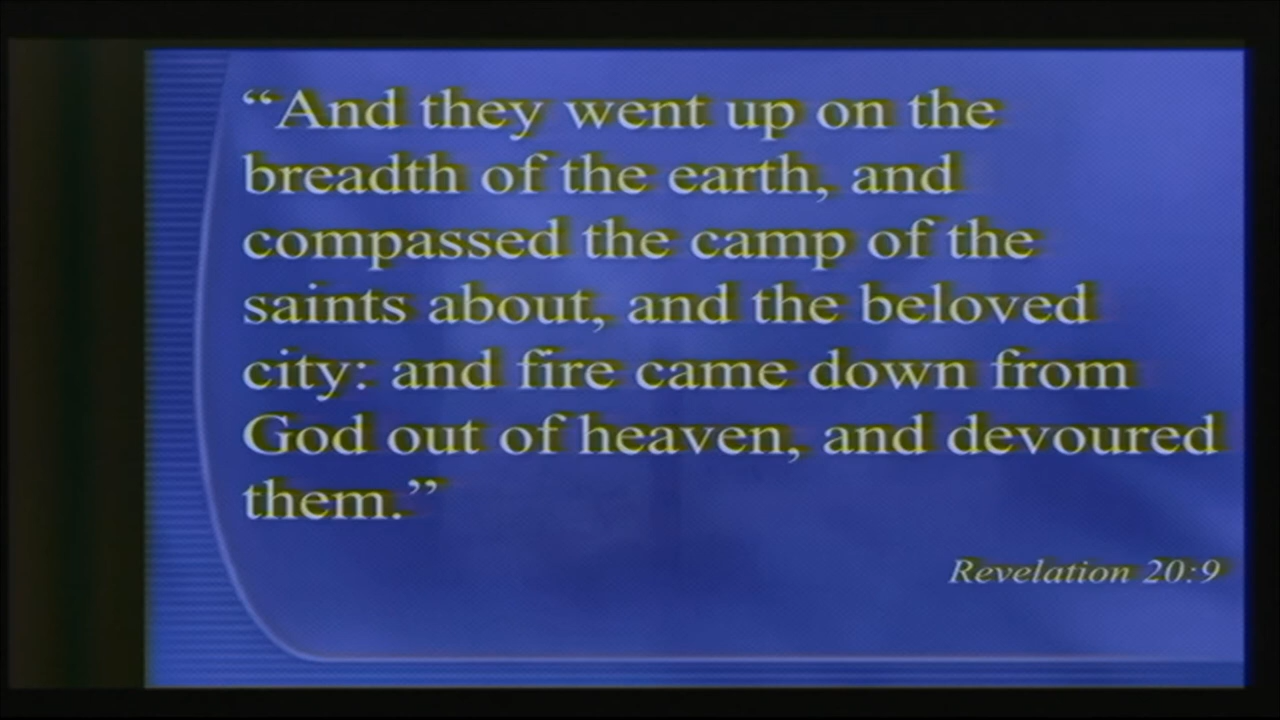 “And they went up on the
breadth of the earth, and
compassed the camp of the
saints about, and the beloved
city: and fire came down from
God out of heaven, and devoured
them.”
Revelation 20:9